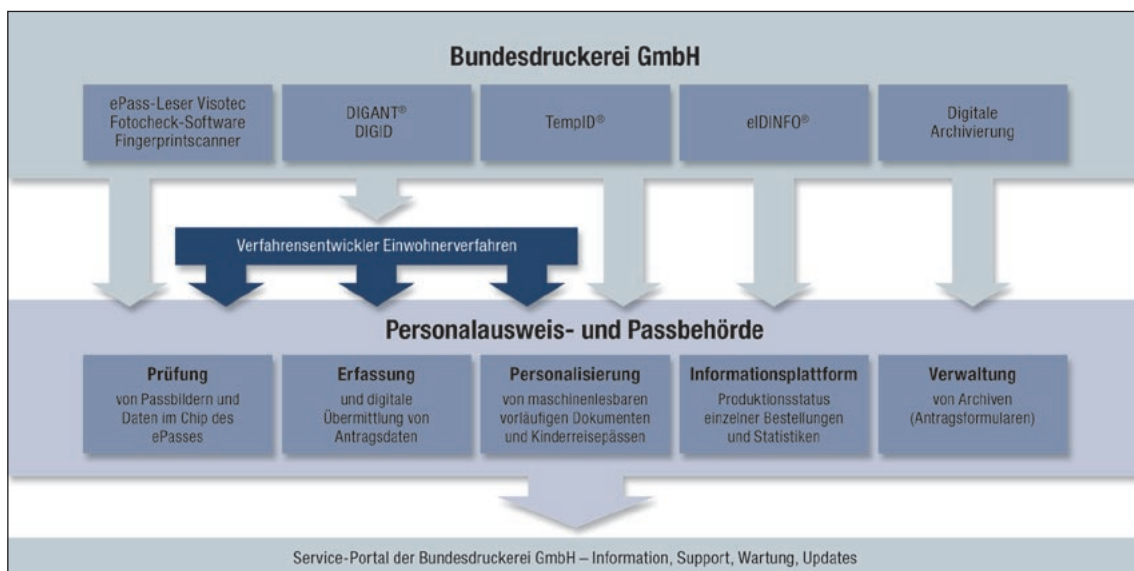 Bundesdruckerei GmbH
ePass-Leser Visotec
Fotocheck-Software
Fingerprintscanner
DIGANT®
DIGID
TempID®
eIDINFO®
Digitale
Archivierung
Verfahrensentwickler Einwohnerverfahren
Personalausweis- und Passbehörde
Prüfung
von Passbildern und
Daten im Chip des
ePasses
Erfassung
und digitale
Übermittlung von
Antragsdaten
Personalisierung
von maschinenlesbaren
vorläufigen Dokumenten
und Kinderreisepässen
Informationsplattform
Produktionsstatus
einzelner Bestellungen
und Statistiken
Verwaltung
von Archiven
(Antragsformularen)
Service-Portal der Bundesdruckerei GmbH – Information, Support, Wartung, Updates